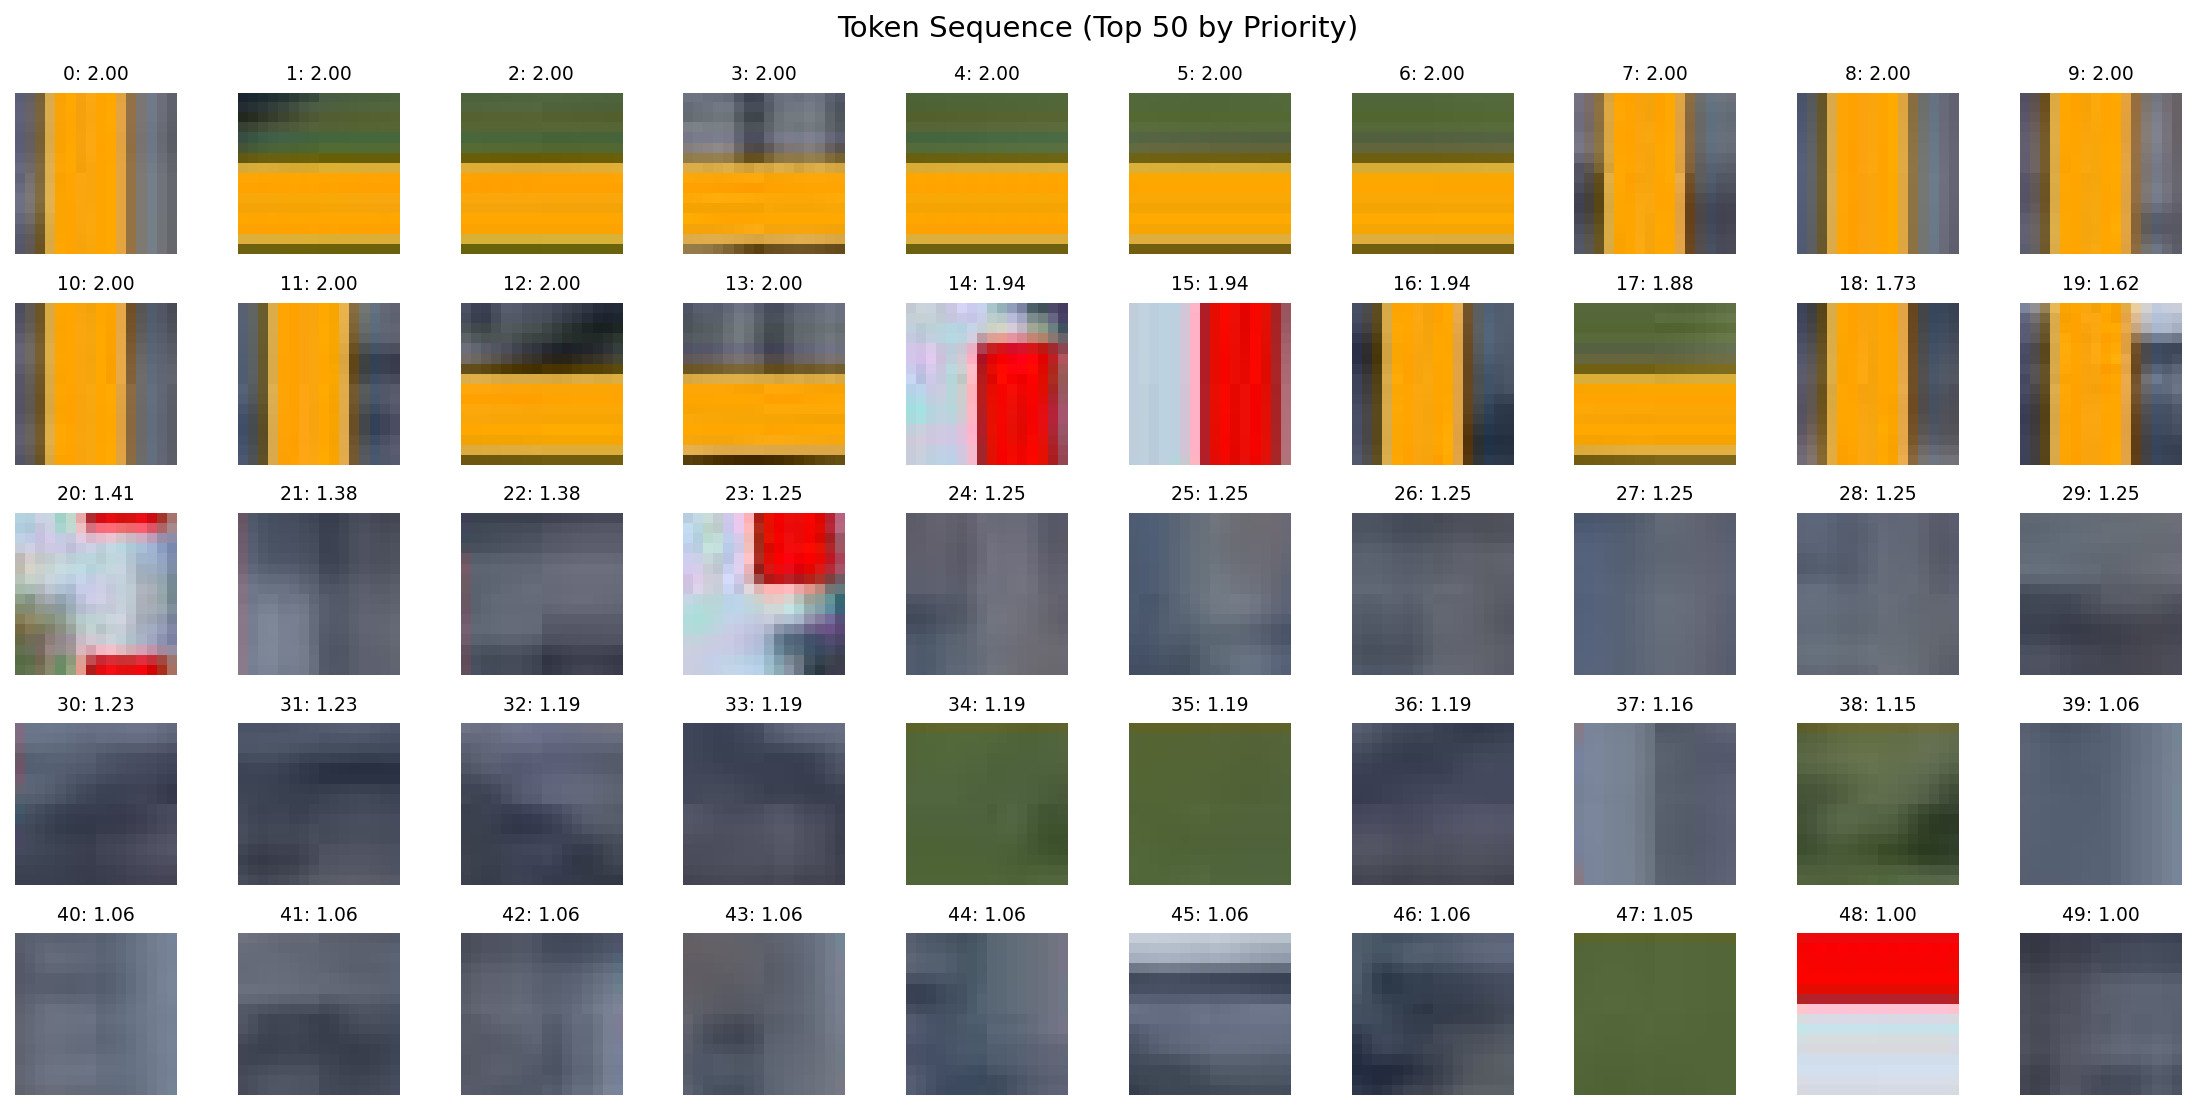 Token Sequence (Top 50 by Priority)
0: 2.00 1: 2.00 2: 2.00 3: 2.00 4: 2.00 5: 2.00 6: 2.00 7: 2.00 8: 2.00 9: 2.00
10: 2.00 11: 2.00 12: 2.00 13: 2.00 14: 1.94 15: 1.94 16: 1.94 17: 1.88 18: 1.73 19: 1.62
20: 1.41 21: 1.38 22: 1.38 23: 1.25 24: 1.25 25: 1.25 26: 1.25 27: 1.25 28: 1.25 29: 1.25
30: 1.23 31: 1.23 32: 1.19 33: 1.19 34: 1.19 35: 1.19 36: 1.19 37: 1.16 38: 1.15 39: 1.06
40: 1.06 41: 1.06 42: 1.06 43: 1.06 44: 1.06 45: 1.06 46: 1.06 47: 1.05 48: 1.00 49: 1.00